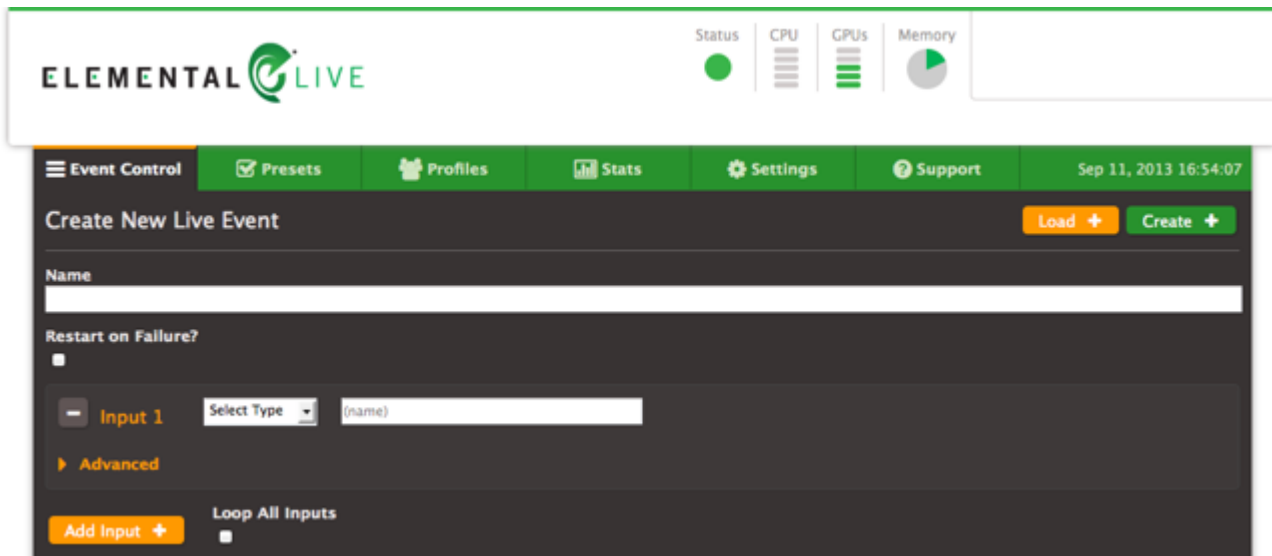 Status CPU GPUs Memory
ELEMENTAL LIVE
Event Control Presets Profiles Stats Settings Support Sep 11, 2013 16:54:07
Create New Live Event Load + Create +
Name
Restart on Failure?
Input 1 Select Type (name)
Advanced
Loop All Inputs
Add Input +